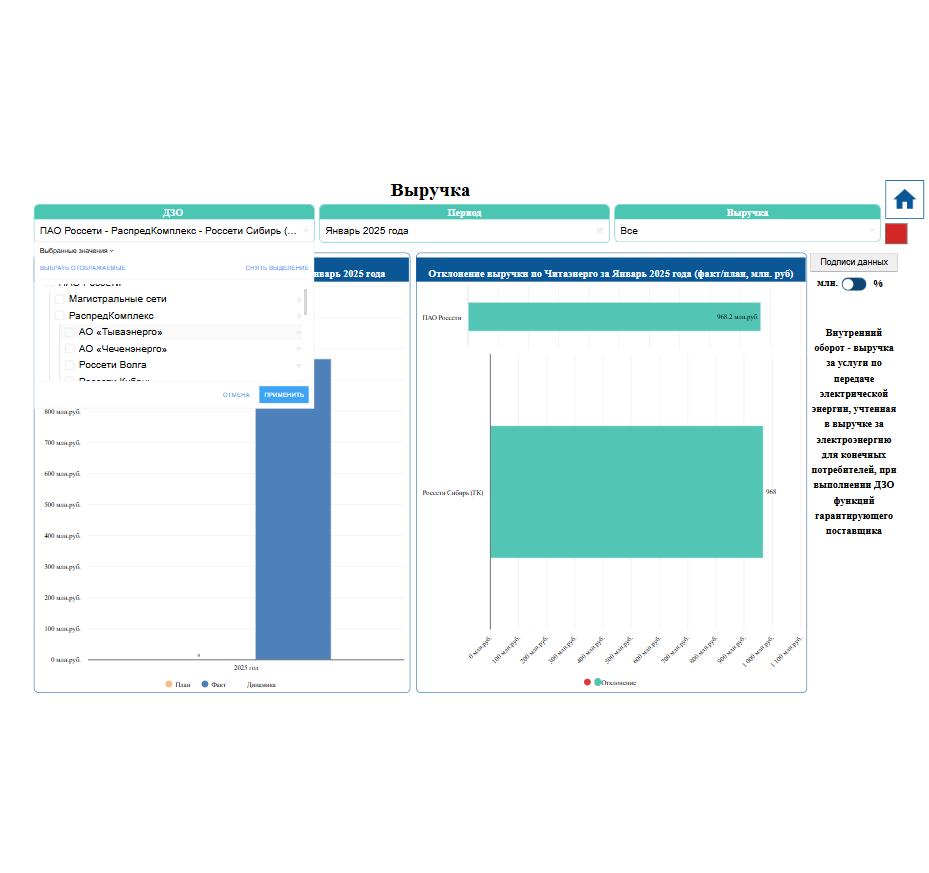 Выручка
ДЗО
Период
Выручка
ПАО Россети - РаспредКомплекс - Россети Сибирь (...
Январь 2025 года
Все
Выбранные значения
ВЫБРАТЬ ОТОБРАЖАЕМЫЕ
СНЯТЬ ВЫДЕЛЕНИЕ
ПАО Россети
Магистральные сети
РаспредКомплекс
АО «Тываэнерго»
АО «Чеченэнерго»
Россети Волга
Россети Кубань
ОТМЕНА
ПРИМЕНИТЬ
нварь 2025 года
800 млн.руб.
700 млн.руб.
600 млн.руб.
500 млн.руб.
400 млн.руб.
300 млн.руб.
200 млн.руб.
100 млн.руб.
0 млн.руб.
2025 год
План
Факт
Динамика
Отклонение выручки по Читаэнерго за Январь 2025 года (факт/план, млн. руб)
ПАО Россети
968.2 млн.руб.
Россети Сибирь (ГК)
968
0 млн.руб.
100 млн.руб.
200 млн.руб.
300 млн.руб.
400 млн.руб.
500 млн.руб.
600 млн.руб.
700 млн.руб.
800 млн.руб.
900 млн.руб.
1 000 млн.руб.
1 100 млн.руб.
Отклонение
Подписи данных
млн.
%
Внутренний
оборот - выручка
за услуги по
передаче
электрической
энергии, учтенная
в выручке за
электроэнергию
для конечных
потребителей, при
выполнении ДЗО
функций
гарантирующего
поставщика